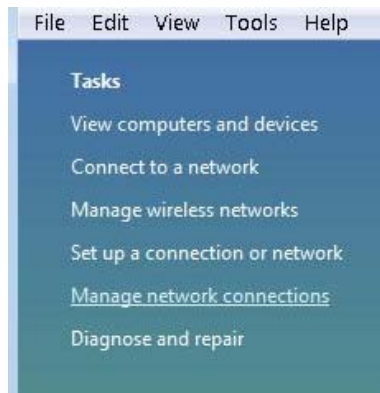 File Edit View Tools Help
Tasks
View computers and devices
Connect to a network
Manage wireless networks
Set up a connection or network
Manage network connections
Diagnose and repair